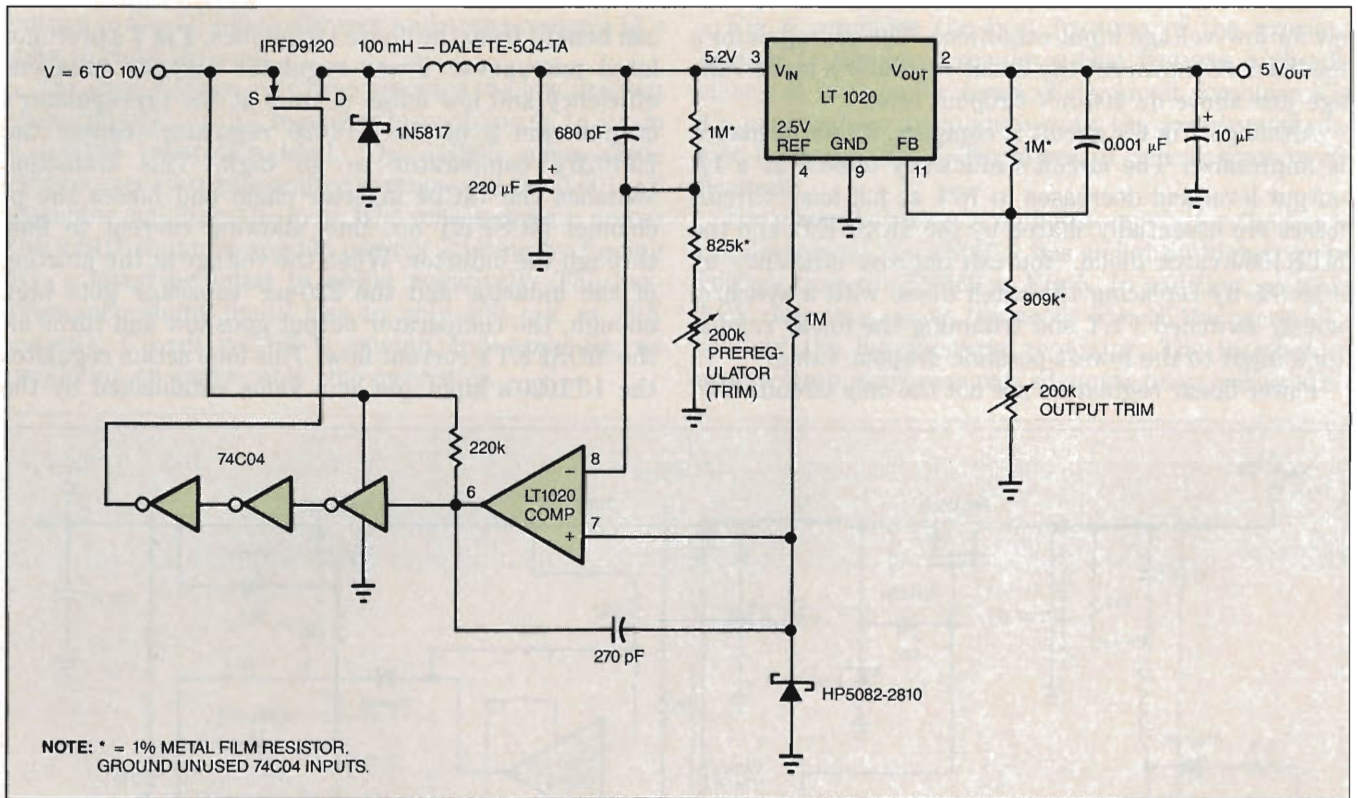 IRFD9120
100 mH — DALE TE-5Q4-TA
V = 6 TO 10V
S
D
1N5817
680 pF
220 µF
+
5.2V
3
VIN
VOUT
2
LT 1020
2.5V
REF
GND
FB
4
9
11
5 VOUT
1M*
825k*
200k
PREREG-
ULATOR
(TRIM)
1M
1M*
0.001 µF
+
10 µF
909k*
200k
OUTPUT TRIM
74C04
220k
6
LT1020
COMP
8
–
7
+
270 pF
HP5082-2810
NOTE: * = 1% METAL FILM RESISTOR.
GROUND UNUSED 74C04 INPUTS.